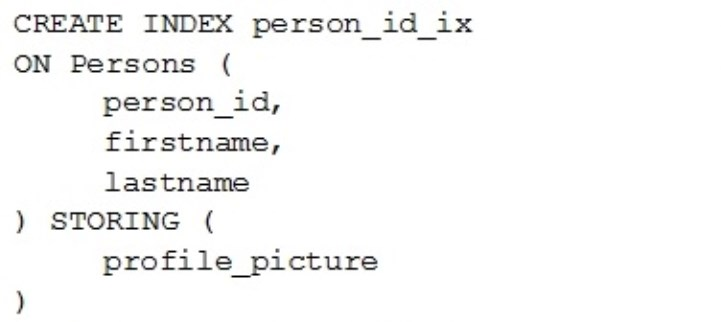 CREATE INDEX person_id_ix
ON Persons (
person_id,
firstname,
lastname
) STORING (
profile_picture
)